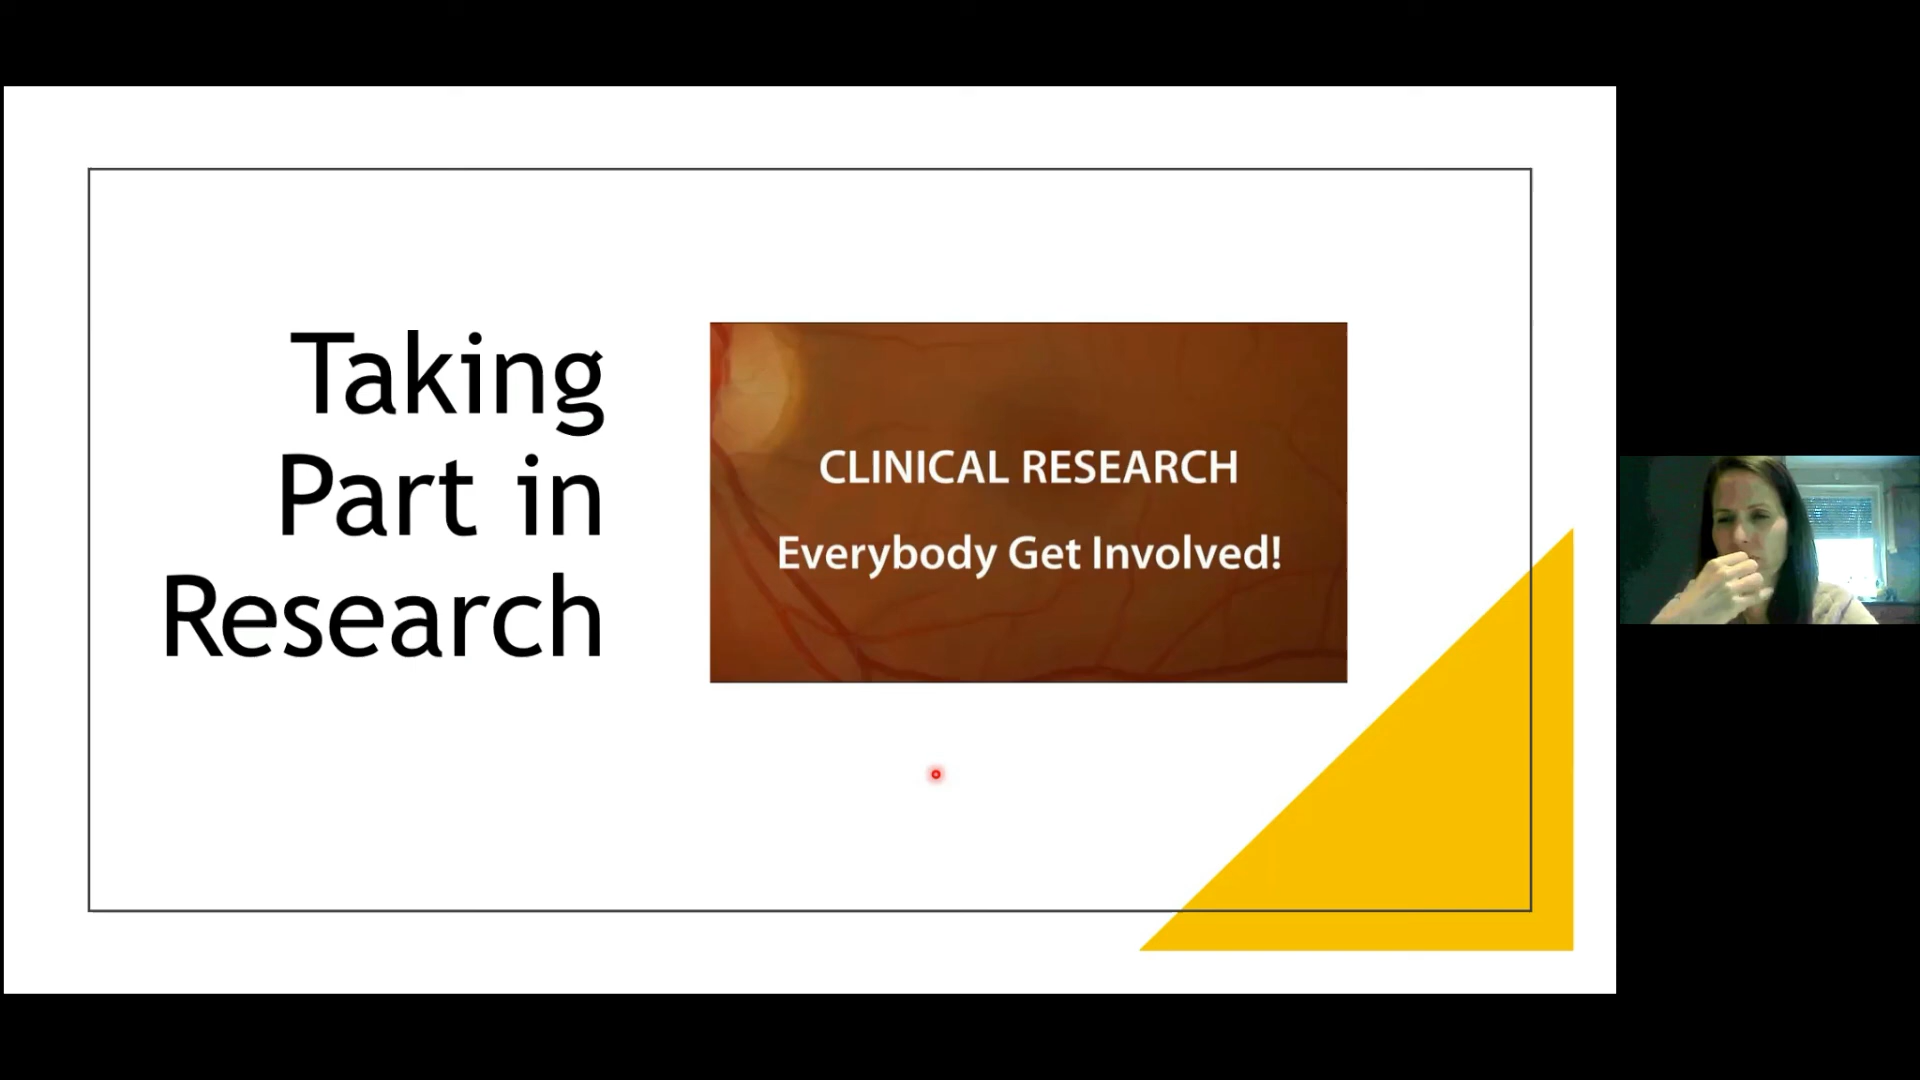 Taking
Part in
Research
CLINICAL RESEARCH
Everybody Get Involved!